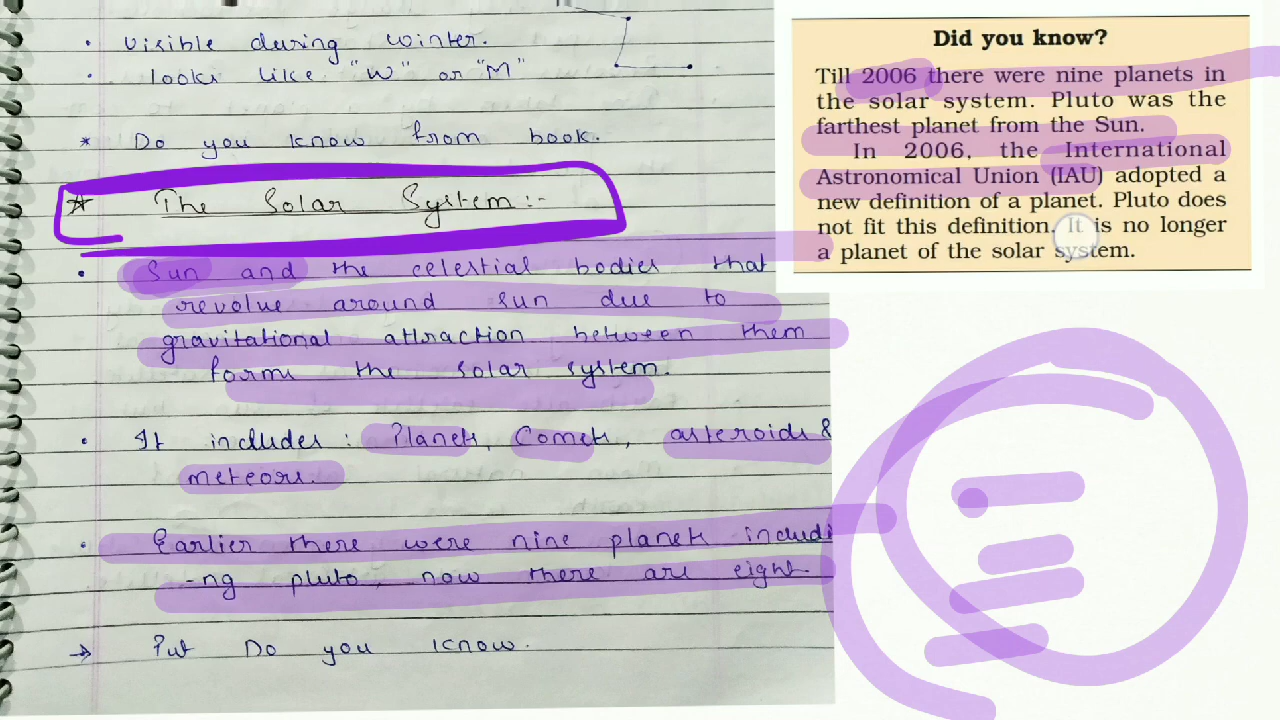 • Visible during winter.
• looks like "W" or "M"
* Do you know from book.
☆ The Solar System :-
• Sun and the celestial bodies that
revolve around sun due to
gravitational attraction between them
forms the solar system.
• It includes : Planets, Comets, asteroids &
meteors.
• Earlier there were nine planets includi
-ng pluto, now there are eight.
→ Put Do you know.
Did you know?
Till 2006 there were nine planets in
the solar system. Pluto was the
farthest planet from the Sun.
In 2006, the International
Astronomical Union (IAU) adopted a
new definition of a planet. Pluto does
not fit this definition. It is no longer
a planet of the solar system.